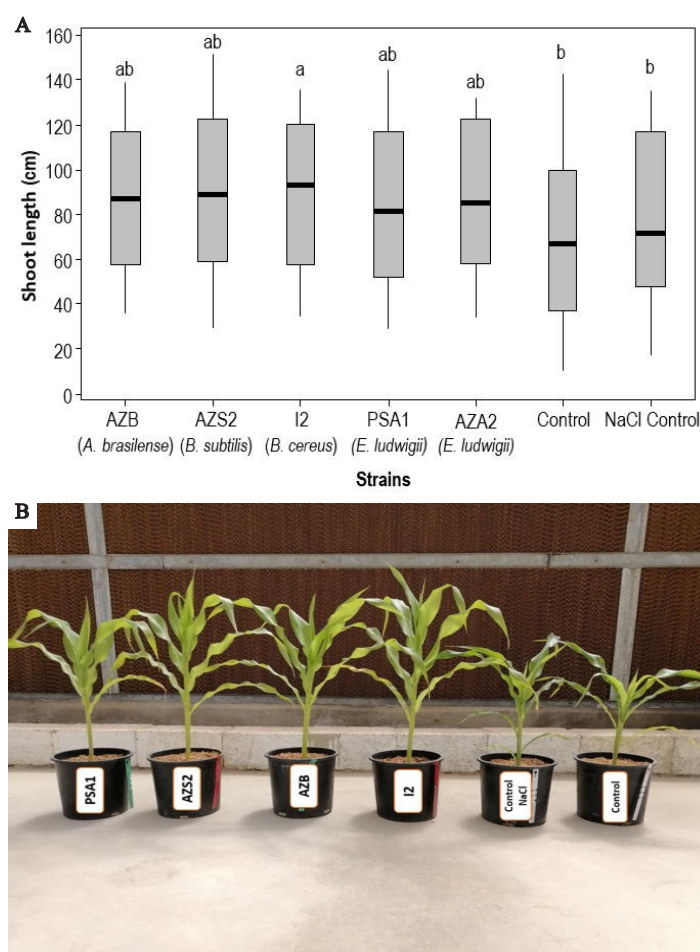 A
160
140
120
100
80
60
40
20
0
Shoot length (cm)
ab
ab
a
ab
ab
b
b
AZB
(A. brasilense)
AZS2
(B. subtilis)
I2
(B. cereus)
PSA1
(E. ludwigii)
AZA2
(E. ludwigii)
Control
NaCl Control
Strains
B
PSA1
AZS2
AZB
I2
Control
NaCl
Control